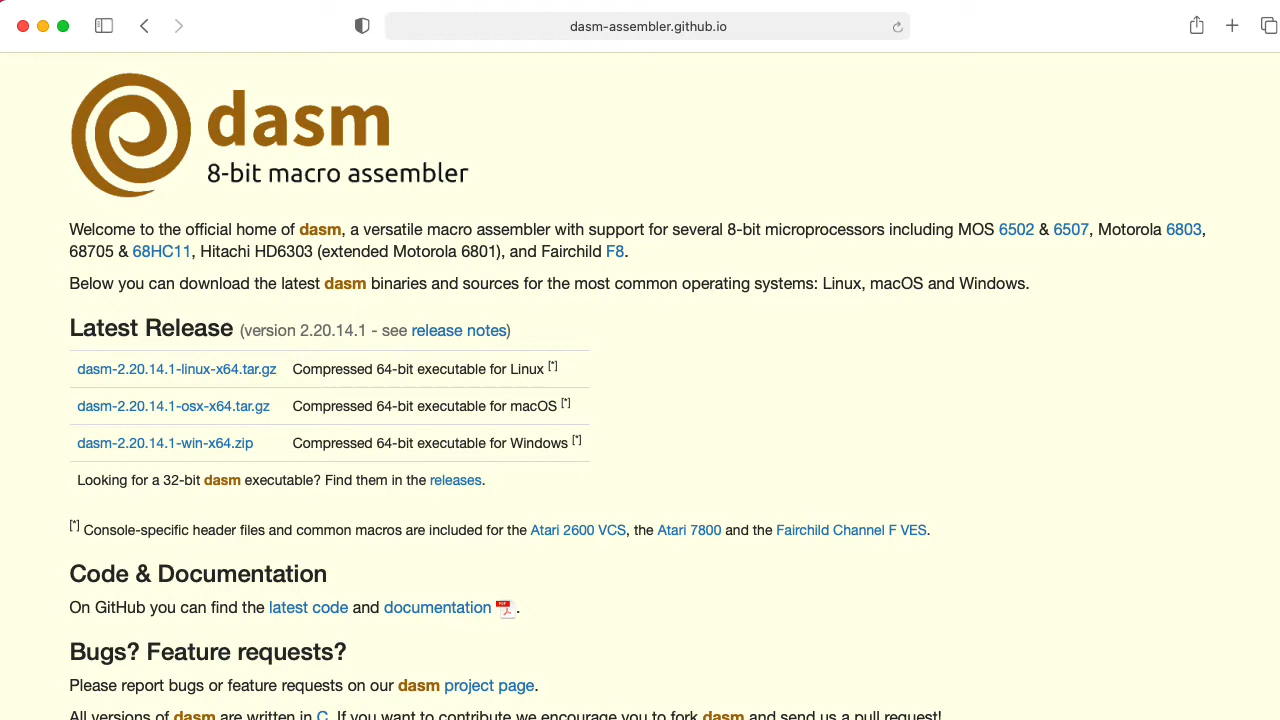 dasm-assembler.github.io
dasm
8-bit macro assembler
Welcome to the official home of dasm, a versatile macro assembler with support for several 8-bit microprocessors including MOS 6502 & 6507, Motorola 6803,
68705 & 68HC11, Hitachi HD6303 (extended Motorola 6801), and Fairchild F8.
Below you can download the latest dasm binaries and sources for the most common operating systems: Linux, macOS and Windows.
Latest Release (version 2.20.14.1 - see release notes)
dasm-2.20.14.1-linux-x64.tar.gz Compressed 64-bit executable for Linux [*]
dasm-2.20.14.1-osx-x64.tar.gz Compressed 64-bit executable for macOS [*]
dasm-2.20.14.1-win-x64.zip Compressed 64-bit executable for Windows [*]
Looking for a 32-bit dasm executable? Find them in the releases.
[*] Console-specific header files and common macros are included for the Atari 2600 VCS, the Atari 7800 and the Fairchild Channel F VES.
Code & Documentation
On GitHub you can find the latest code and documentation.
Bugs? Feature requests?
Please report bugs or feature requests on our dasm project page.
All versions of dasm are written in C. If you want to contribute we encourage you to fork dasm and send us a pull request!